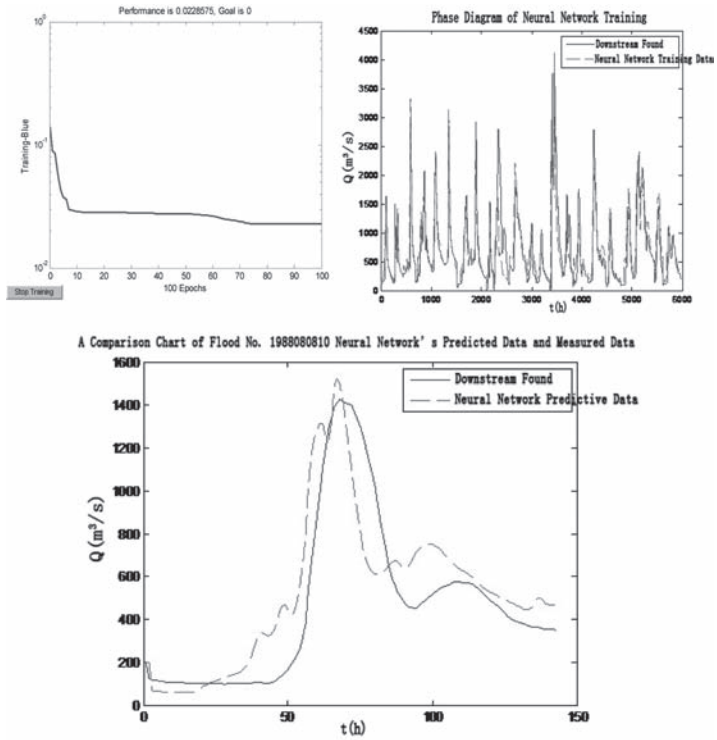 Performance is 0.0228575, Goal is 0
10^0
10^-1
10^-2
Training-Blue
0 10 20 30 40 50 60 70 80 90 100
100 Epochs
Stop Training
Phase Diagram of Neural Network Training
Downstream Found
Neural Network Training Data
4500
4000
3500
3000
2500
2000
1500
1000
500
0
Q (m³/s)
0 1000 2000 3000 4000 5000 6000
t(h)
A Comparison Chart of Flood No. 1988080810 Neural Network's Predicted Data and Measured Data
Downstream Found
Neural Network Predictive Data
1600
1400
1200
1000
800
600
400
200
0
Q (m³/s)
0 50 100 150
t(h)